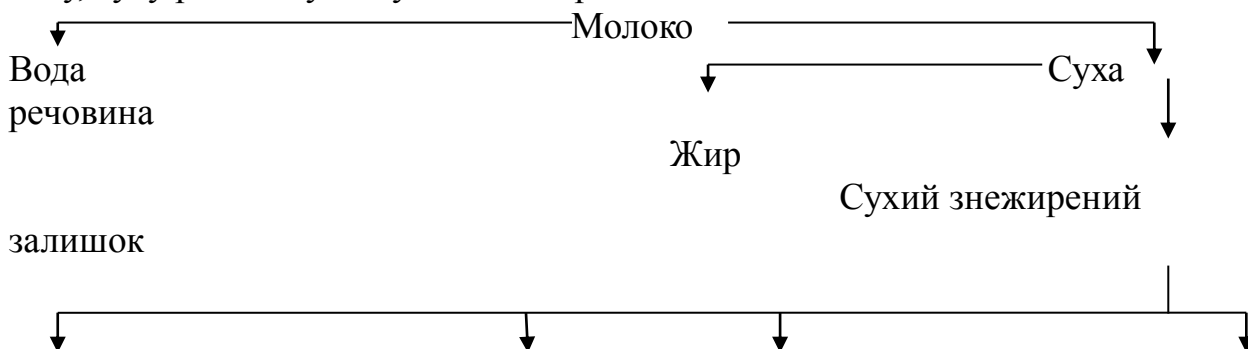 Молоко
Вода Суха
речовина
Жир
Сухий знежирений
залишок